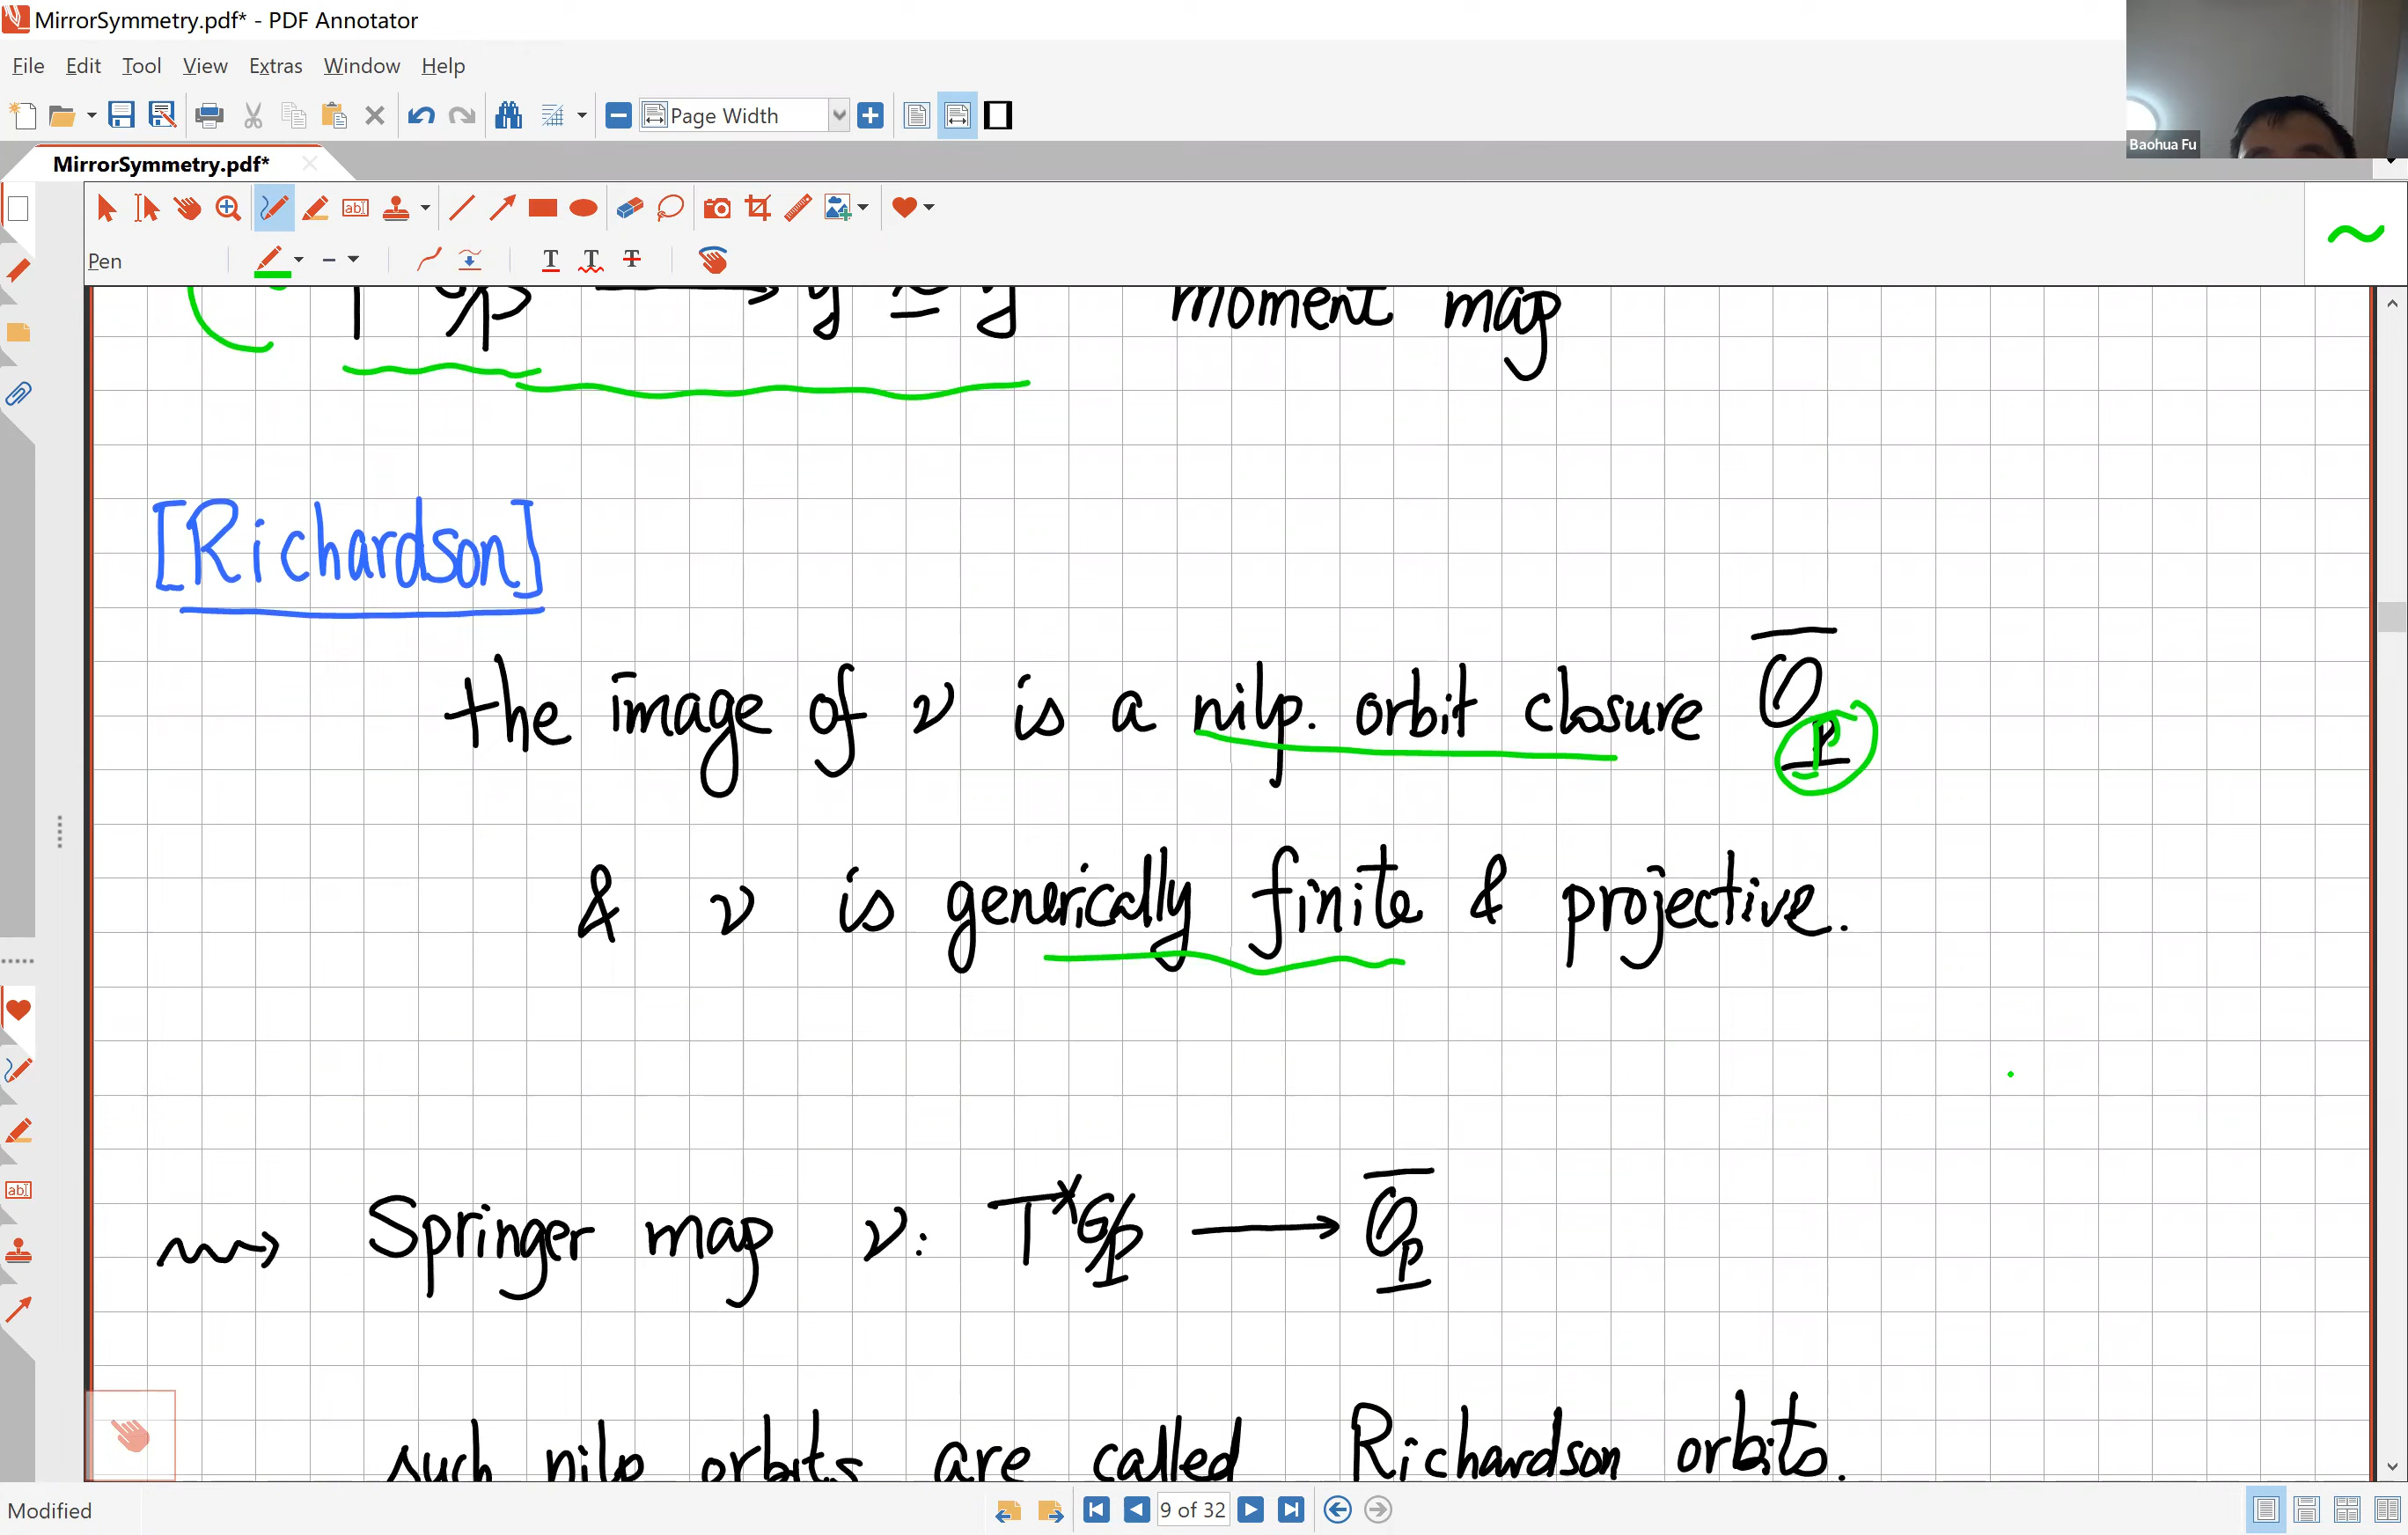 MirrorSymmetry.pdf* - PDF Annotator
File Edit Tool View Extras Window Help
Page Width
Baohua Fu
MirrorSymmetry.pdf*
Pen
moment map
[Richardson]
the image of ν is a nilp. orbit closure O̅_P
& ν is generically finite & projective.
⇝ Springer map ν: T*G/P ⟶ O̅_P
such nilp orbits are called Richardson orbits.
Modified
9 of 32